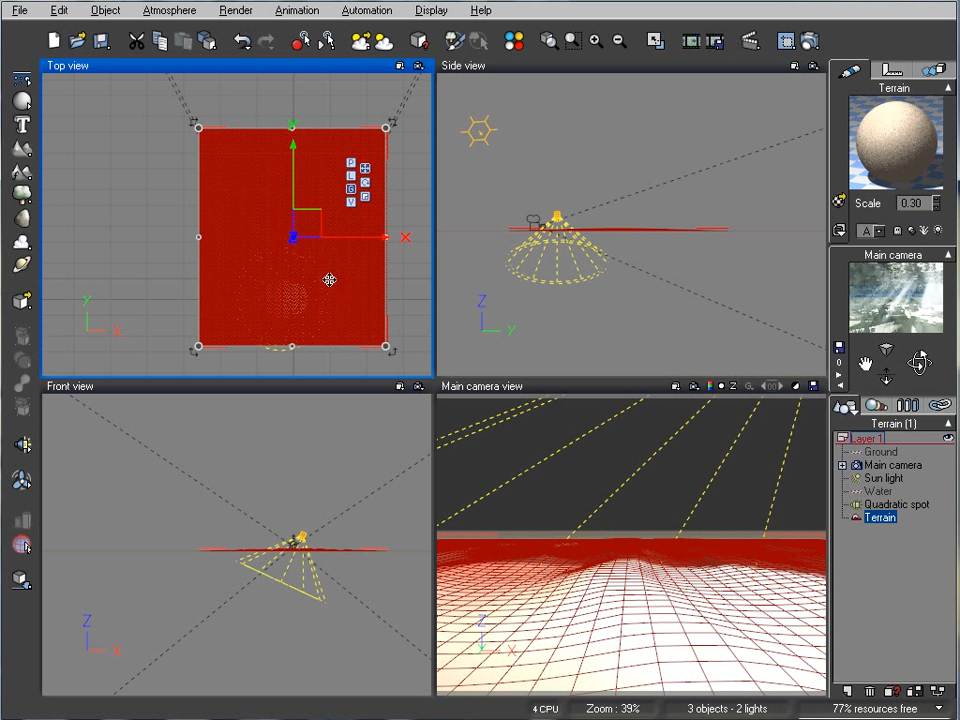 File Edit Object Atmosphere Render Animation Automation Display Help
Top view
Side view
Terrain
Y
X
P
L
G
V
Scale 0.30
A
Main camera
Z
Y
Y
X
0
Front view
Main camera view
Z
G
00
Terrain (1)
Layer 1
Ground
Main camera
Sun light
Water
Quadratic spot
Terrain
Z
X
Z
X
4 CPU Zoom : 39% 3 objects - 2 lights 77% resources free